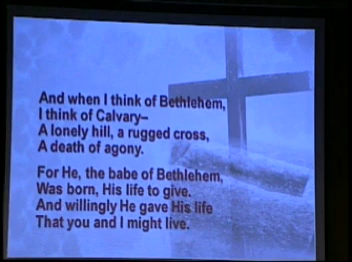 And when I think of Bethlehem,
I think of Calvary–
A lonely hill, a rugged cross,
A death of agony.
For He, the babe of Bethlehem,
Was born, His life to give.
And willingly He gave His life
That you and I might live.